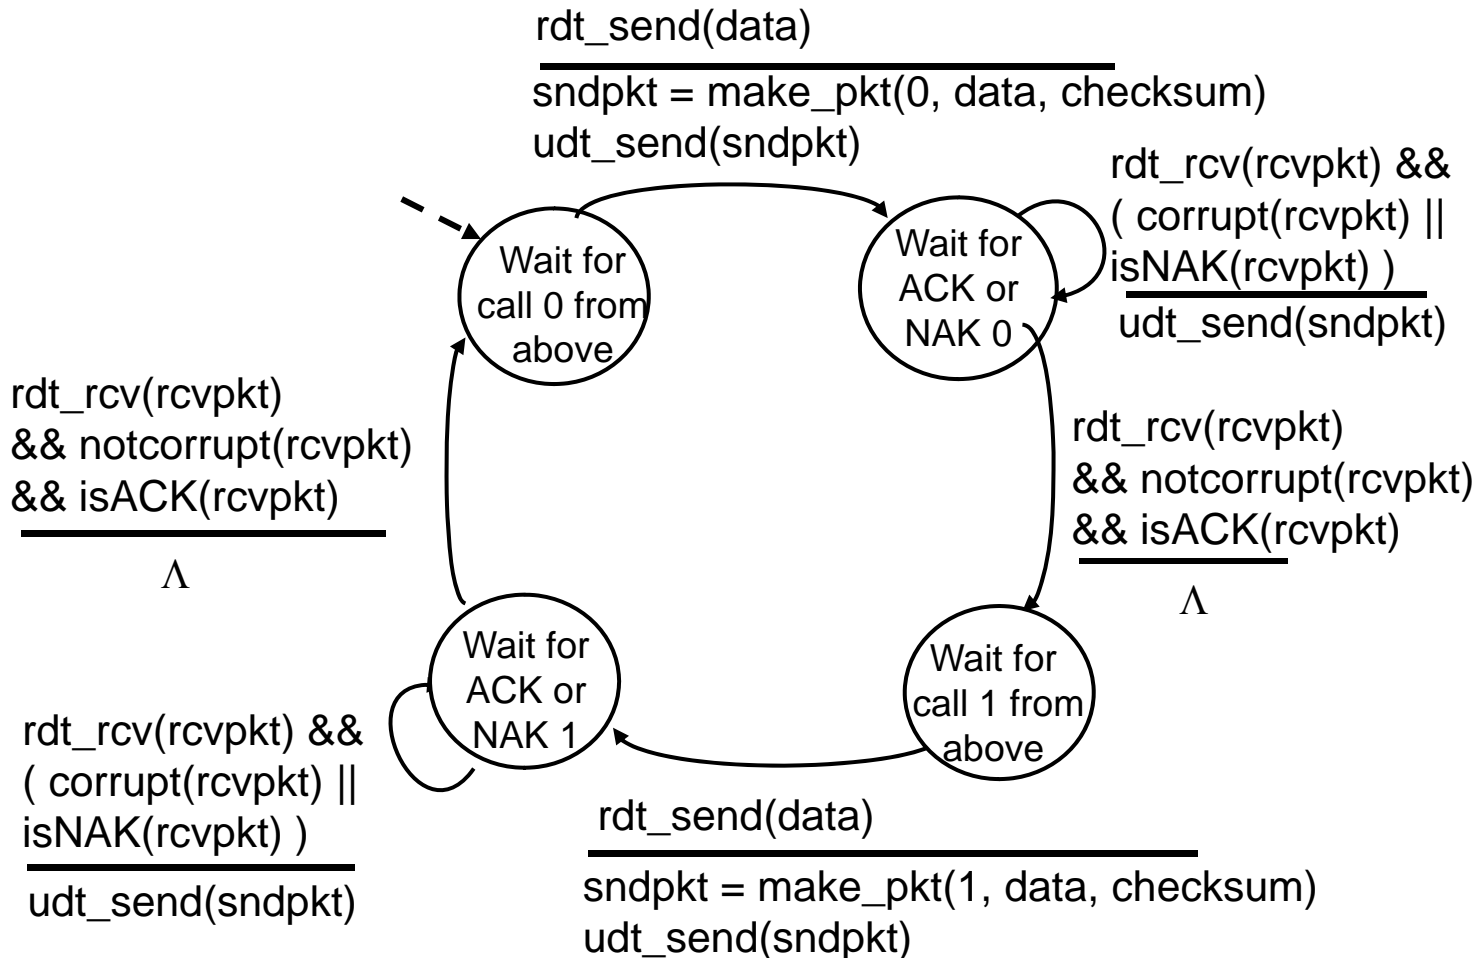 rdt_send(data)
sndpkt = make_pkt(0, data, checksum)
udt_send(sndpkt)
rdt_rcv(rcvpkt) &&
( corrupt(rcvpkt) ||
isNAK(rcvpkt) )
udt_send(sndpkt)
Wait for
call 0 from
above
Wait for
ACK or
NAK 0
rdt_rcv(rcvpkt)
&& notcorrupt(rcvpkt)
&& isACK(rcvpkt)
Λ
rdt_rcv(rcvpkt)
&& notcorrupt(rcvpkt)
&& isACK(rcvpkt)
Λ
Wait for
ACK or
NAK 1
Wait for
call 1 from
above
rdt_rcv(rcvpkt) &&
( corrupt(rcvpkt) ||
isNAK(rcvpkt) )
udt_send(sndpkt)
rdt_send(data)
sndpkt = make_pkt(1, data, checksum)
udt_send(sndpkt)